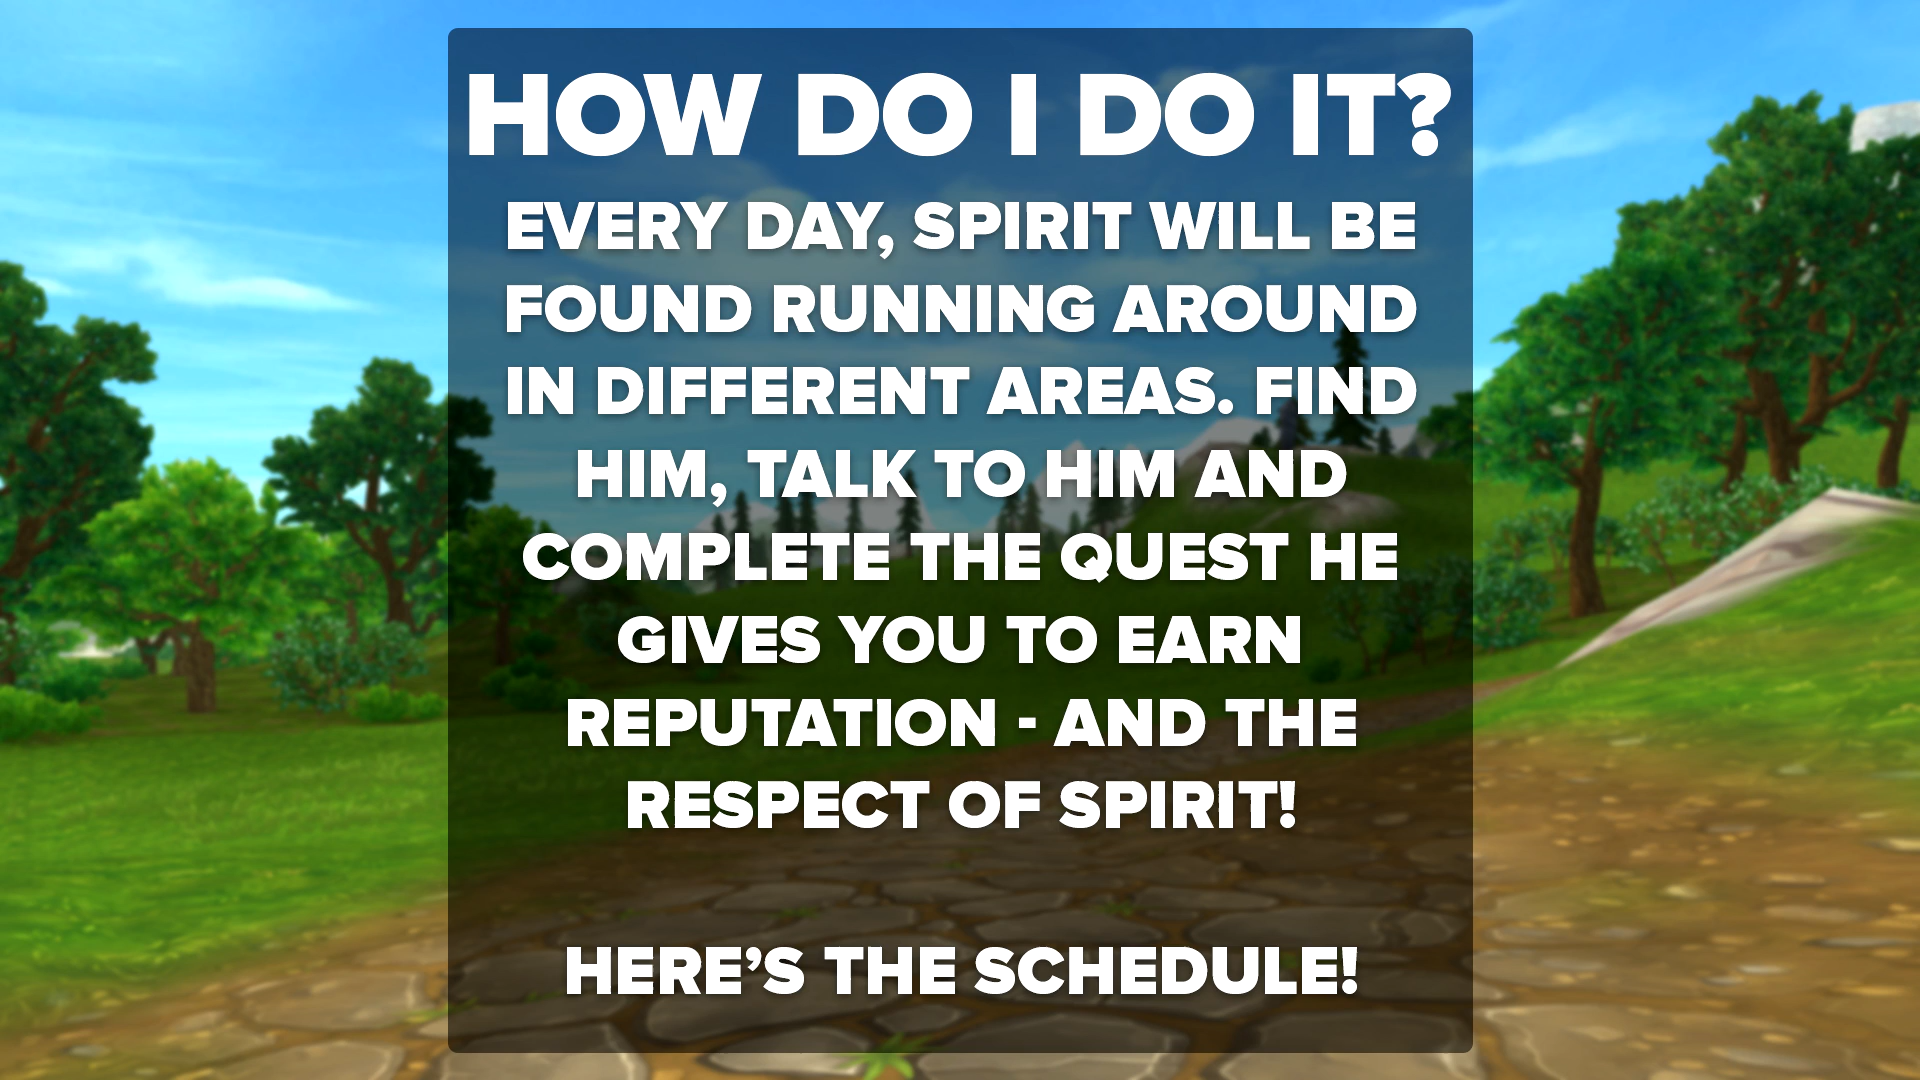 HOW DO I DO IT?
EVERY DAY, SPIRIT WILL BE
FOUND RUNNING AROUND
IN DIFFERENT AREAS. FIND
HIM, TALK TO HIM AND
COMPLETE THE QUEST HE
GIVES YOU TO EARN
REPUTATION - AND THE
RESPECT OF SPIRIT!
HERE’S THE SCHEDULE!